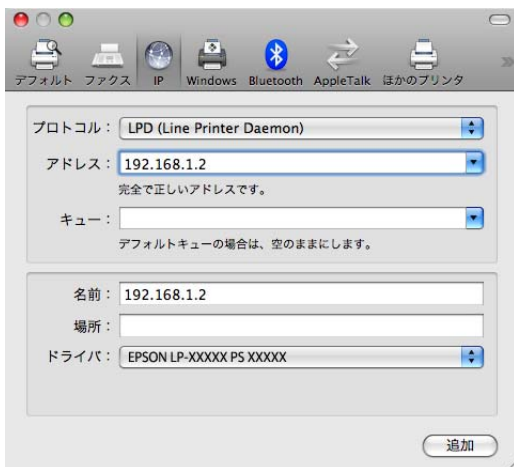 デフォルト ファクス IP Windows Bluetooth AppleTalk ほかのプリンタ
プロトコル： LPD (Line Printer Daemon)
アドレス： 192.168.1.2
完全で正しいアドレスです。
キュー：
デフォルトキューの場合は、空のままにします。
名前： 192.168.1.2
場所：
ドライバ： EPSON LP-XXXXX PS XXXXX
追加